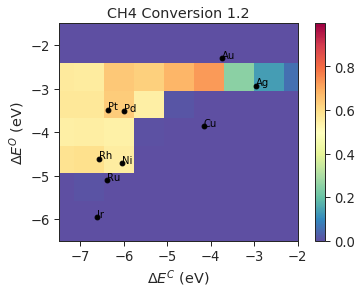 CH4 Conversion 1.2
ΔE^O (eV)
−2
−3
−4
−5
−6
Au
Ag
Pt
Pd
Cu
Rh
Ni
Ru
Ir
−7
−6
−5
−4
−3
−2
ΔE^C (eV)
0.8
0.6
0.4
0.2
0.0